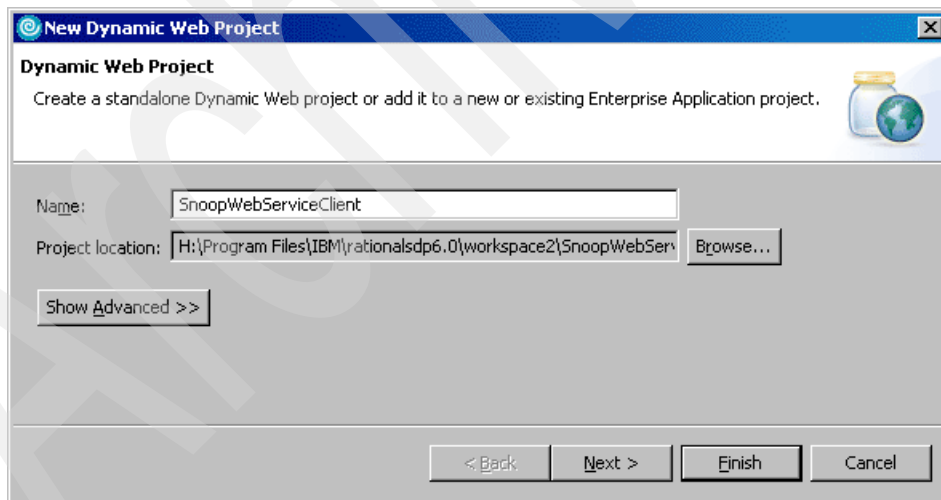 New Dynamic Web Project
Dynamic Web Project
Create a standalone Dynamic Web project or add it to a new or existing Enterprise Application project.
Name: SnoopWebServiceClient
Project location: H:\Program Files\IBM\rationalsdp6.0\workspace2\SnoopWebSer Browse...
Show Advanced >>
< Back Next > Finish Cancel